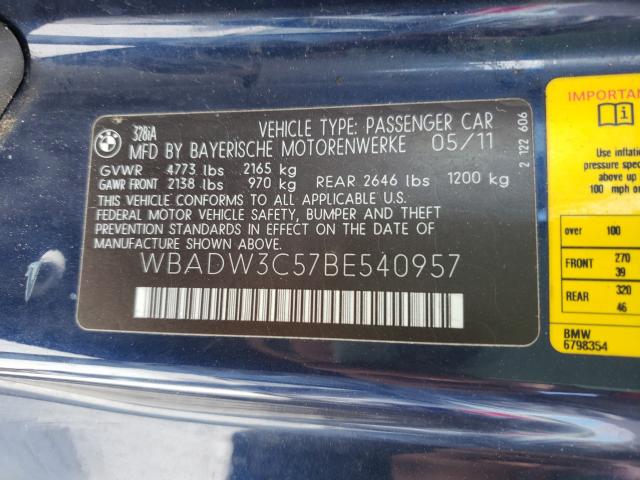 BMW
328iA VEHICLE TYPE: PASSENGER CAR
MFD BY BAYERISCHE MOTORENWERKE 05/11
GVWR 4773 lbs 2165 kg
GAWR FRONT 2138 lbs 970 kg REAR 2646 lbs 1200 kg
THIS VEHICLE CONFORMS TO ALL APPLICABLE U.S.
FEDERAL MOTOR VEHICLE SAFETY, BUMPER AND THEFT
PREVENTION STANDARDS IN EFFECT ON THE DATE OF
MANUFACTURE SHOWN ABOVE.
WBADW3C57BE540957
2 122 606
IMPORTAN
Use inflat
pressure spec
above up
100 mph or
over 100
FRONT 270
39
REAR 320
46
BMW
6798354